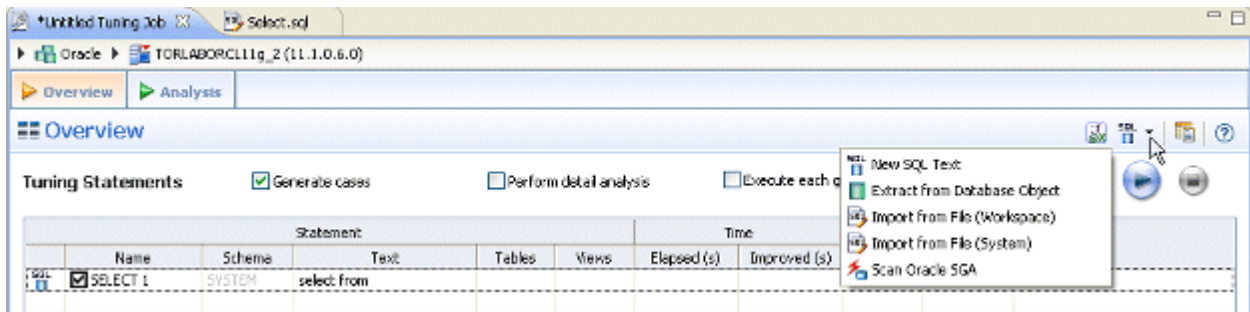 *Untitled Tuning Job Select.sql
Oracle TORLABORCL11g_2 (11.1.0.6.0)
Overview Analysis
Overview
SQL
Tuning Statements Generate cases Perform detail analysis Execute each
New SQL Text
Extract from Database Object
Import from File (Workspace)
Import from File (System)
Scan Oracle SGA
Statement Time
Name Schema Text Tables Views Elapsed (s) Improved (s)
SQL SELECT 1 SYSTEM select from